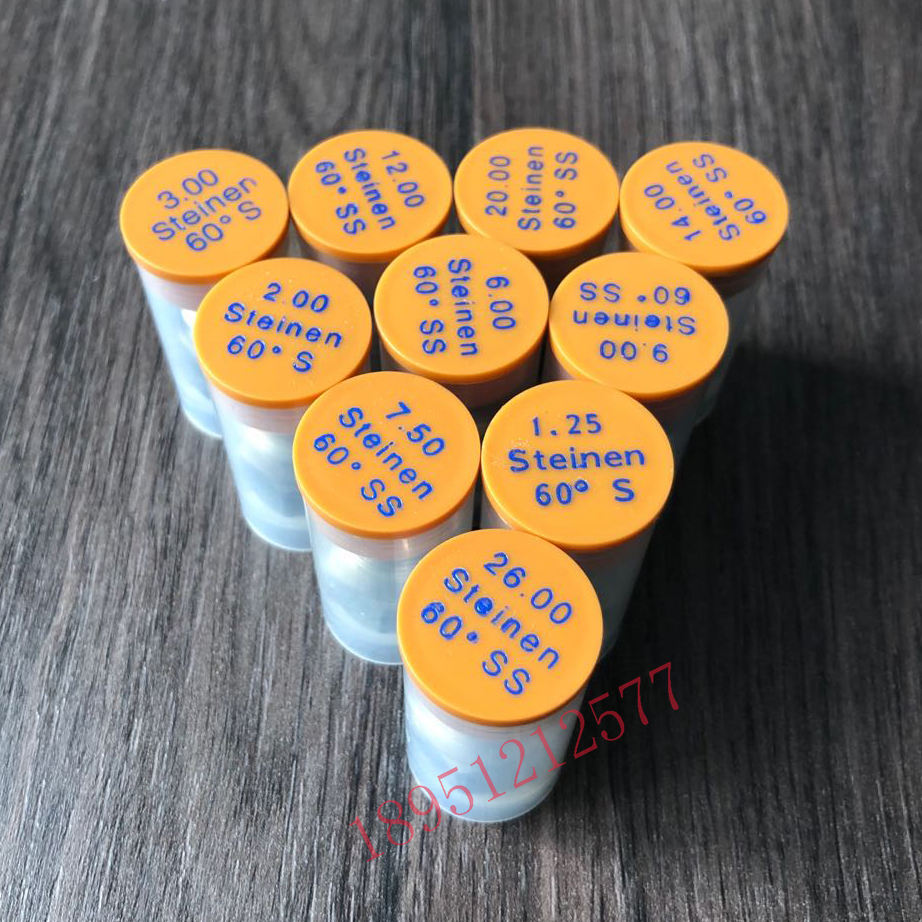 3.00
Steinen
60° S
12.00
Steinen
60° SS
20.00
Steinen
60° SS
14.00
Steinen
60° SS
2.00
Steinen
60° S
6.00
Steinen
60° SS
9.00
Steinen
60° SS
7.50
Steinen
60° SS
1.25
Steinen
60° S
26.00
Steinen
60° SS
18951212577